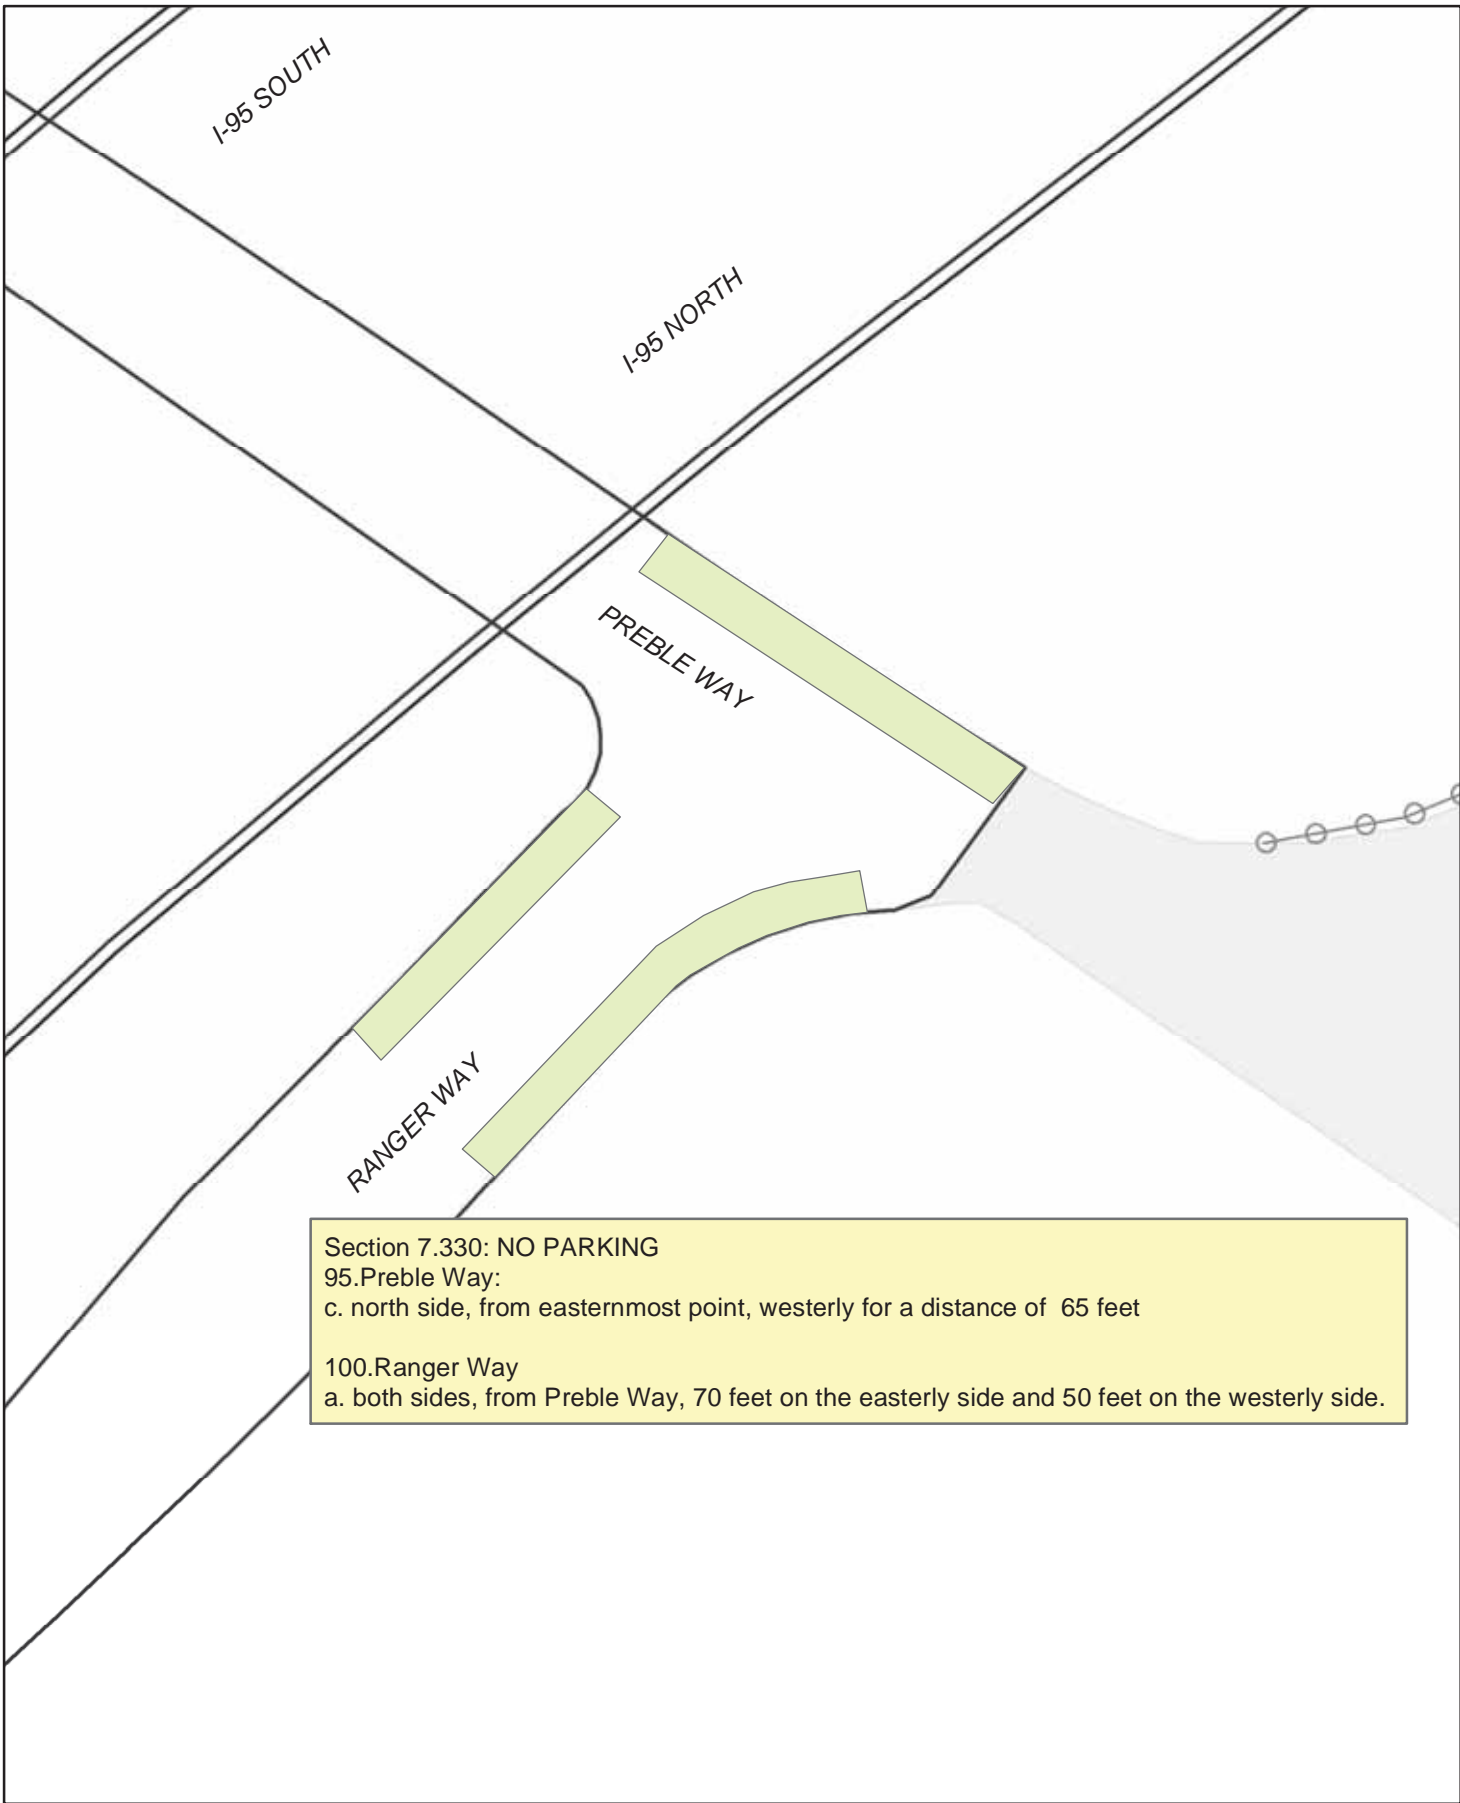 I-95 SOUTH
I-95 NORTH
PREBLE WAY
RANGER WAY
Section 7.330: NO PARKING
95.Preble Way:
c. north side, from easternmost point, westerly for a distance of  65 feet
100.Ranger Way
a. both sides, from Preble Way, 70 feet on the easterly side and 50 feet on the westerly side.